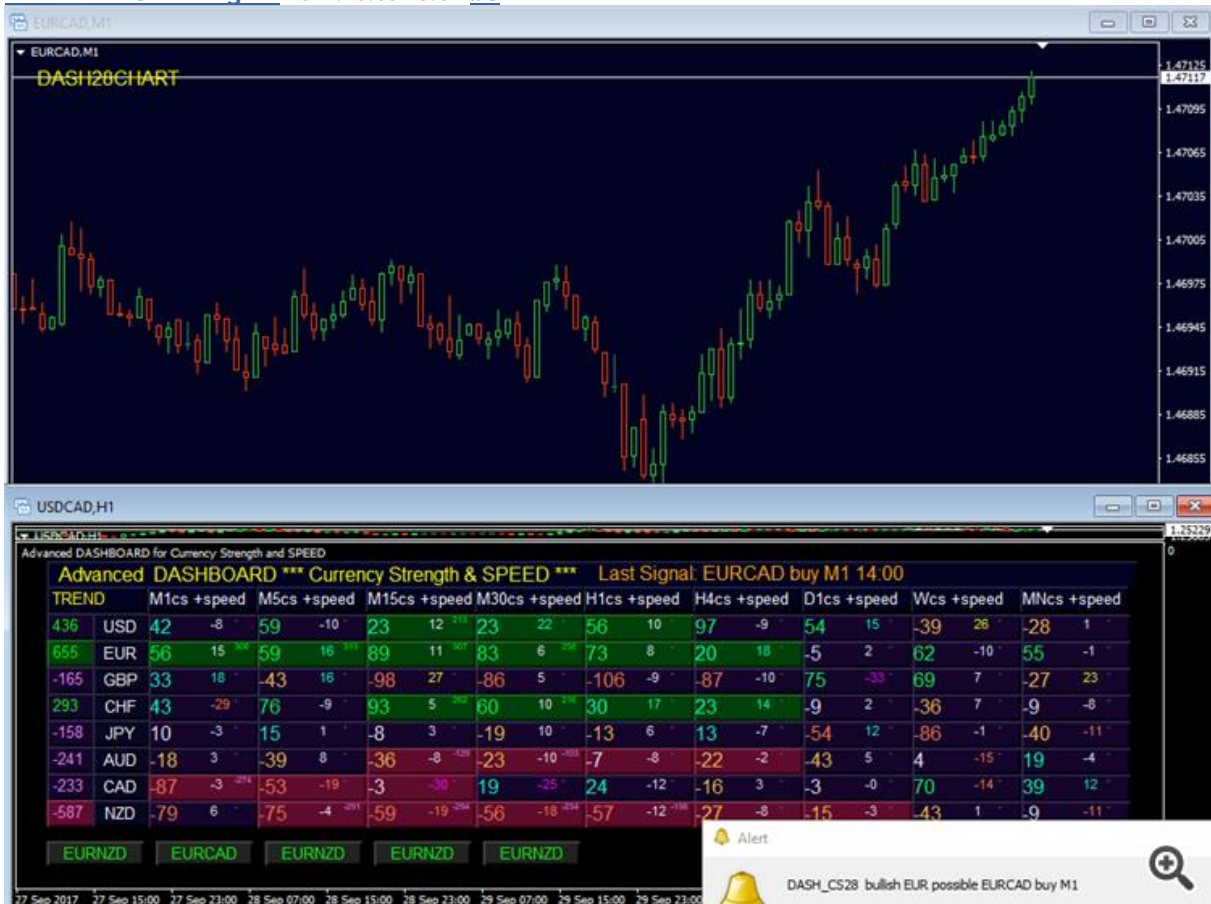 EURCAD,M1
EURCAD,M1
DASH28CHART
1.47125
1.47117
1.47095
1.47065
1.47035
1.47005
1.46975
1.46945
1.46915
1.46885
1.46855
USDCAD,H1
USDCAD,H1
1.25229
Advanced DASHBOARD for Currency Strength and SPEED
0
Advanced DASHBOARD *** Currency Strength & SPEED *** Last Signal: EURCAD buy M1 14:00
TREND M1cs +speed M5cs +speed M15cs +speed M30cs +speed H1cs +speed H4cs +speed D1cs +speed Wcs +speed MNcs +speed
436 USD 42 -8 59 -10 23 12 213 23 22 56 10 97 -9 54 15 -39 26 -28 1
655 EUR 56 15 59 16 89 11 83 6 73 8 20 18 -5 2 62 -10 55 -1
-165 GBP 33 18 -43 16 -98 27 -86 5 -106 -9 -87 -10 75 -33 69 7 -27 23
293 CHF 43 -29 76 -9 93 5 262 60 10 30 17 23 14 -9 2 -36 7 -9 -8
-158 JPY 10 -3 15 1 -8 3 -19 10 -13 6 13 -7 -54 12 -86 -1 -40 -11
-241 AUD -18 3 -39 8 -36 -8 -23 -10 -7 -8 -22 -2 -43 5 4 -15 19 -4
-233 CAD -87 -3 -274 -53 -19 -3 -30 19 -25 24 -12 -16 3 -3 -0 70 -14 39 12
-587 NZD -79 6 -75 -4 -59 -19 -56 -18 -57 -12 -27 -8 -15 -3 -43 1 -9 -11
EURNZD EURCAD EURNZD EURNZD EURNZD
Alert
DASH_CS28 bullish EUR possible EURCAD buy M1
27 Sep 2017 27 Sep 15:00 27 Sep 23:00 28 Sep 07:00 28 Sep 15:00 28 Sep 23:00 29 Sep 07:00 29 Sep 15:00 29 Sep 23:00